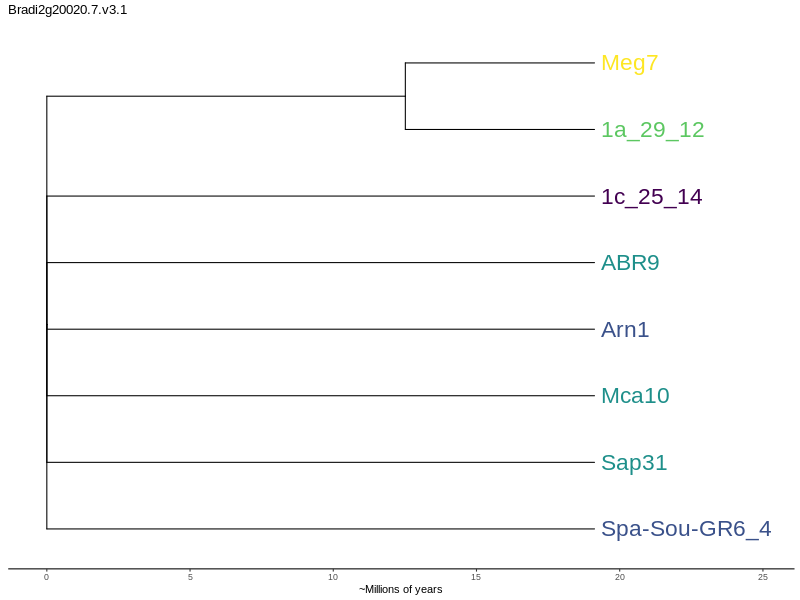 Bradi2g20020.7.v3.1
Meg7
1a_29_12
1c_25_14
ABR9
Arn1
Mca10
Sap31
Spa-Sou-GR6_4
0 5 10 15 20 25
~Millions of years